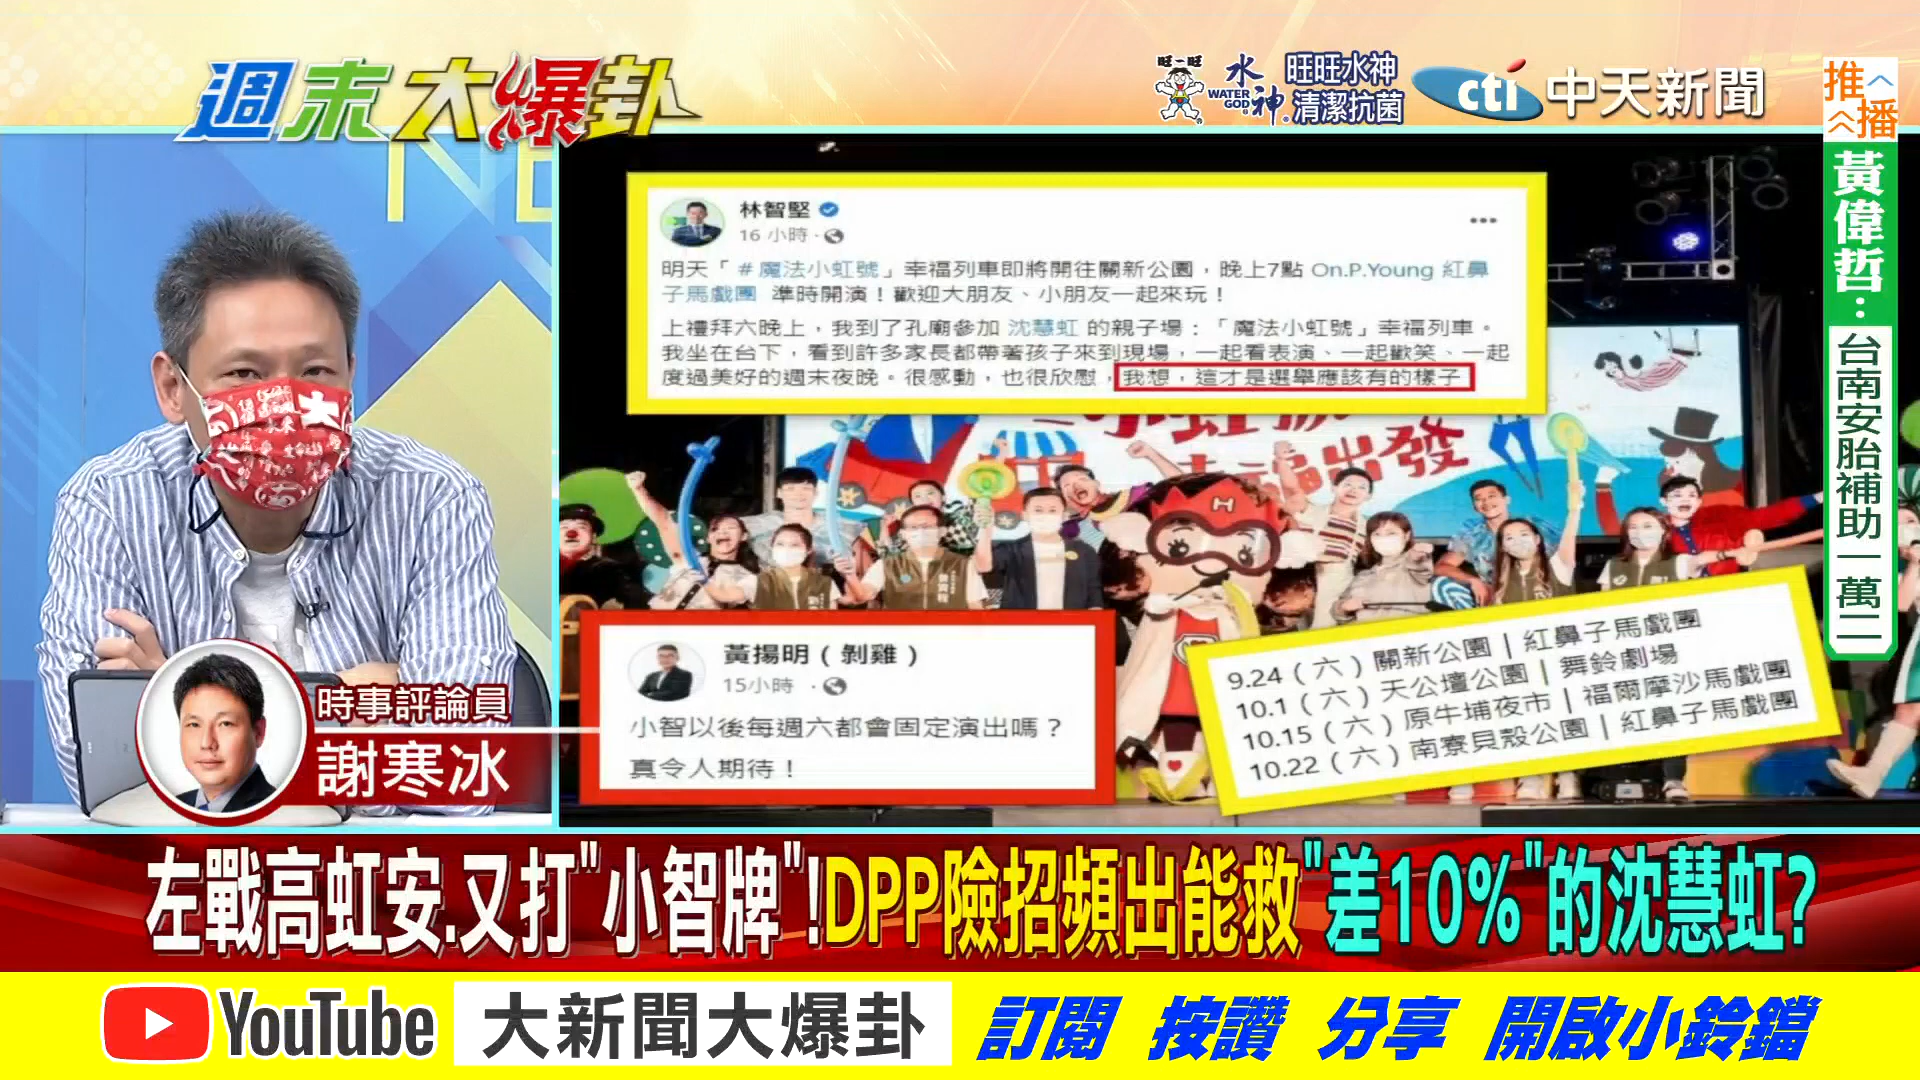 週末大爆卦
旺一旺
水神
WATER GOD
旺旺水神
清潔抗菌
cti 中天新聞
推播
黃偉哲：台南安胎補助一萬二
林智堅
16 小時
明天「#魔法小虹號」幸福列車即將開往關新公園，晚上7點 On.P.Young 紅鼻
子馬戲團 準時開演！歡迎大朋友、小朋友一起來玩！
上禮拜六晚上，我到了孔廟參加 沈慧虹 的親子場：「魔法小虹號」幸福列車。
我坐在台下，看到許多家長都帶著孩子來到現場，一起看表演、一起歡笑、一起
度過美好的週末夜晚。很感動，也很欣慰，我想，這才是選舉應該有的樣子
出發
H
黃揚明（剝雞）
15小時
小智以後每週六都會固定演出嗎？
真令人期待！
9.24（六）關新公園｜紅鼻子馬戲團
10.1（六）天公壇公園｜舞鈴劇場
10.15（六）原牛埔夜市｜福爾摩沙馬戲團
10.22（六）南寮貝殼公園｜紅鼻子馬戲團
時事評論員
謝寒冰
左戰高虹安.又打"小智牌"!DPP險招頻出能救"差10%"的沈慧虹?
YouTube 大新聞大爆卦 訂閱 按讚 分享 開啟小鈴鐺